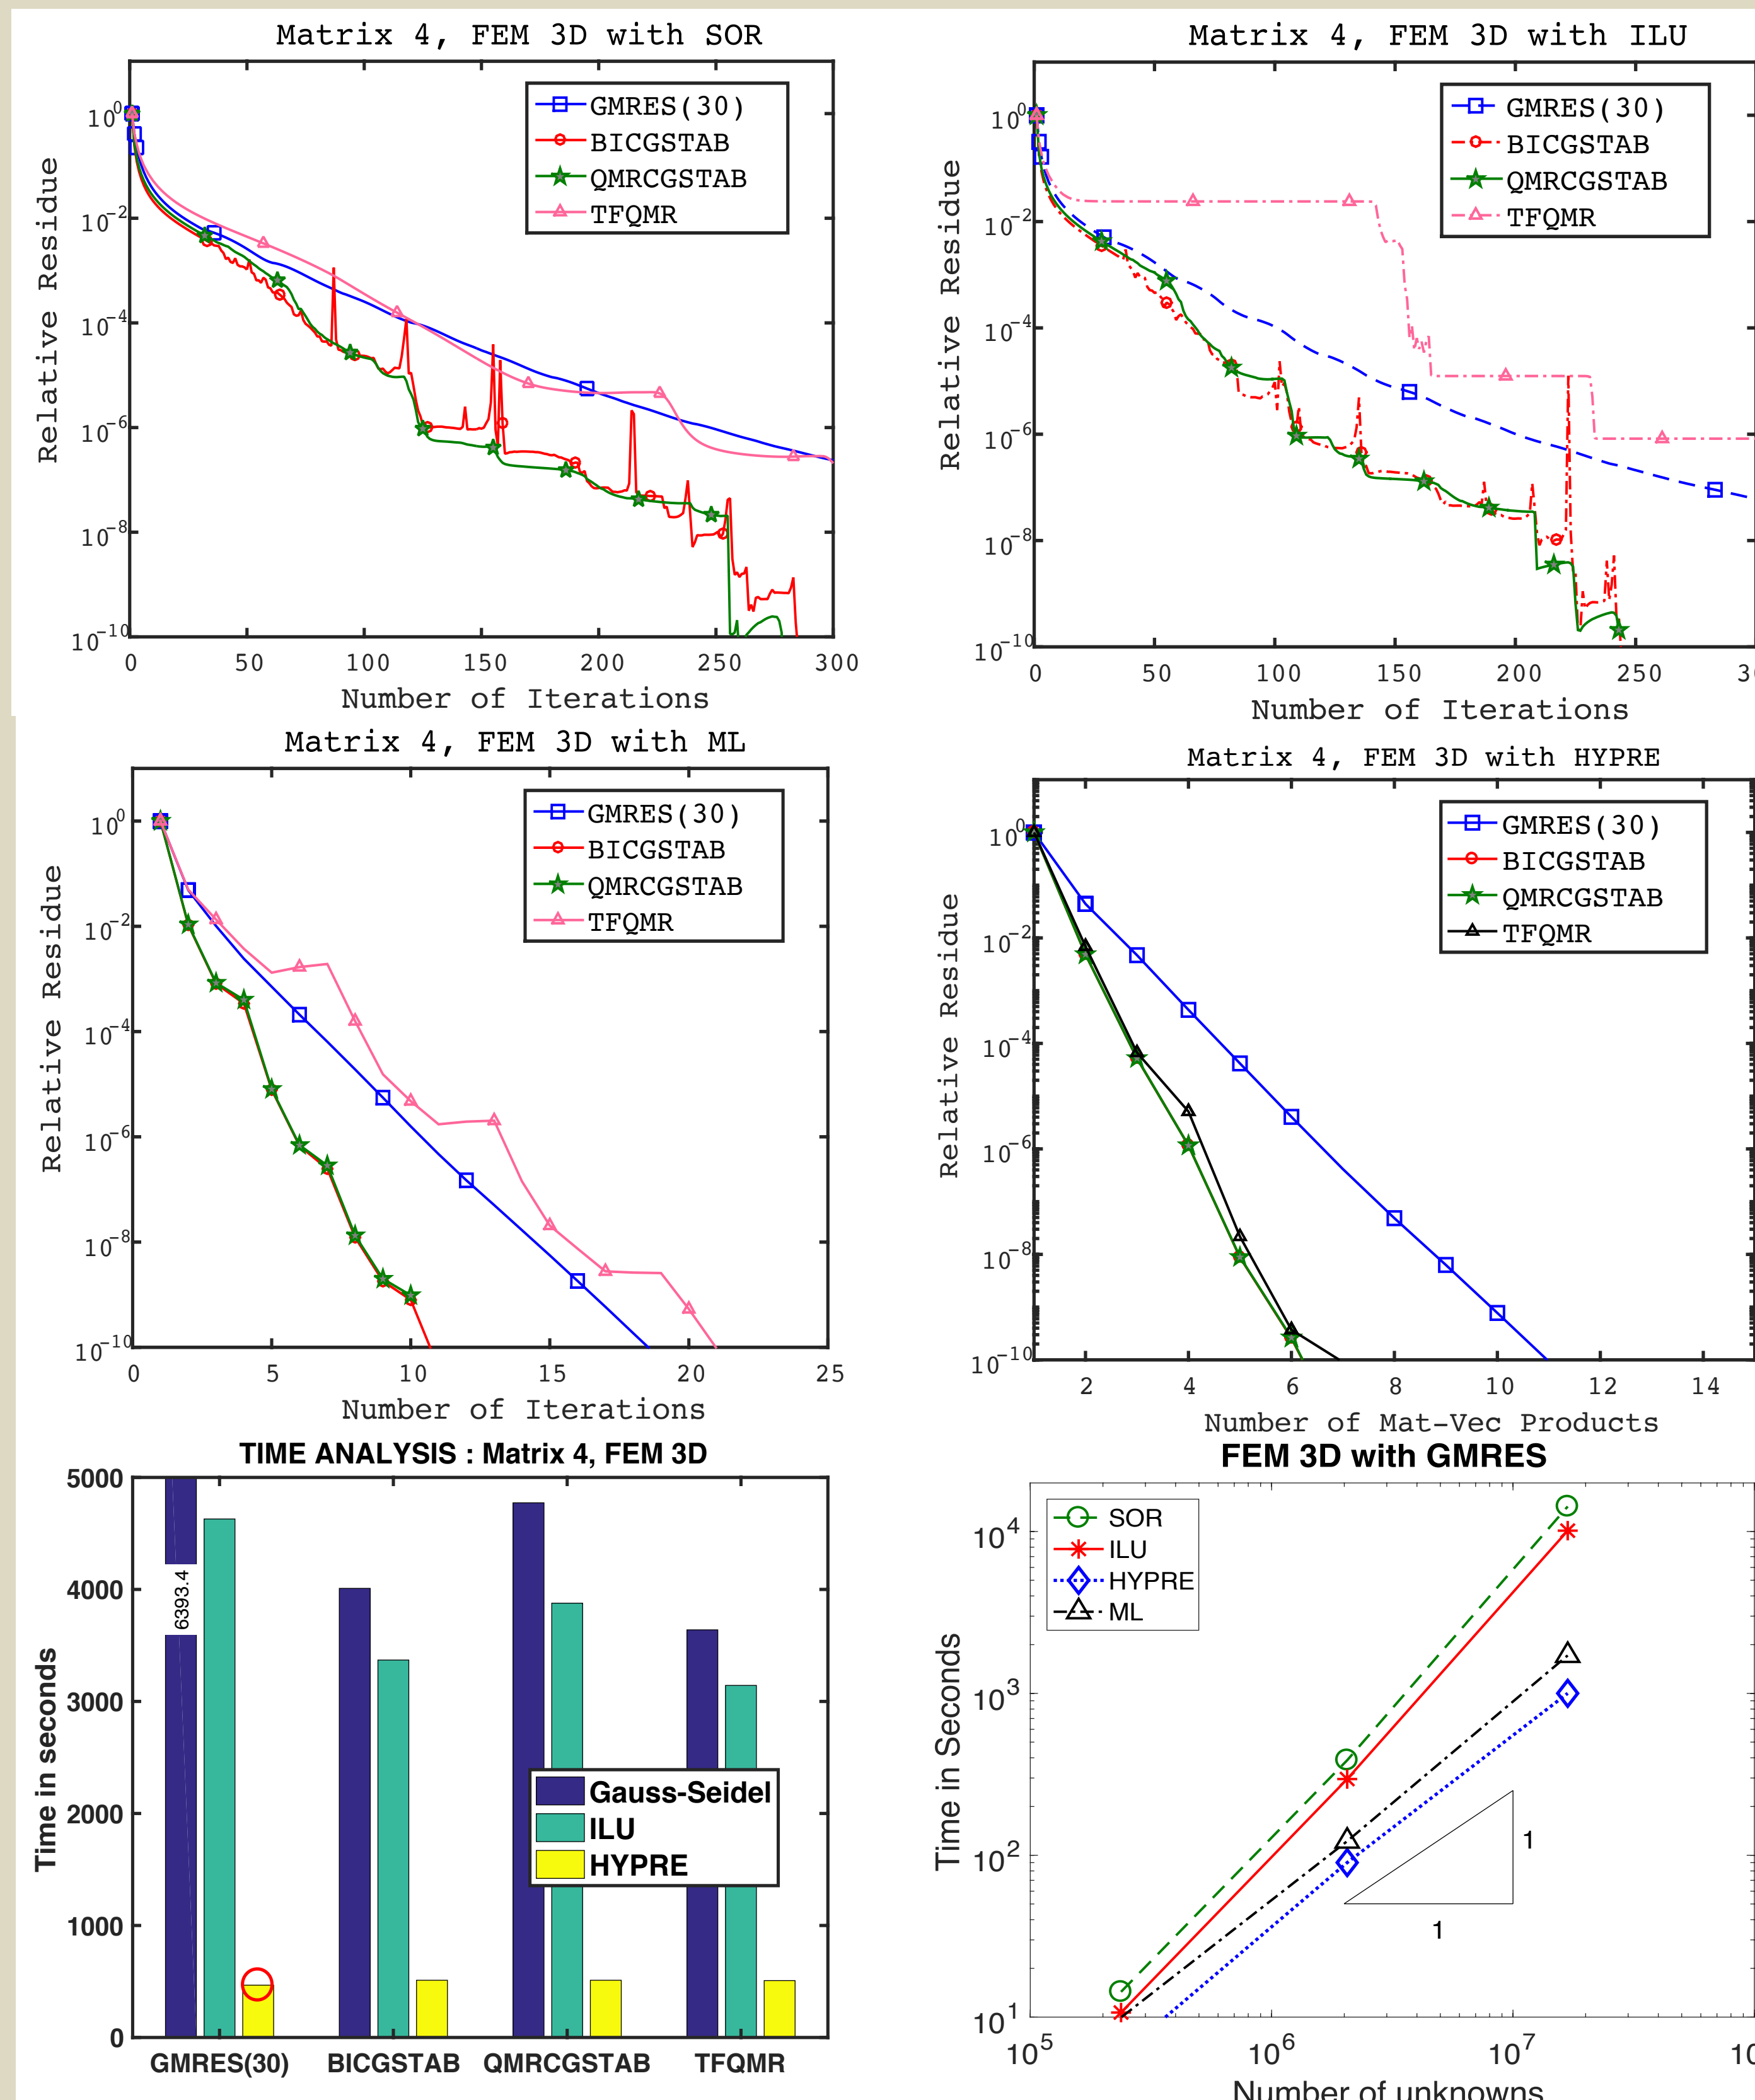 Matrix 4, FEM 3D with SOR
Relative Residue
10^0
10^-2
10^-4
10^-6
10^-8
10^-10
GMRES(30)
BICGSTAB
QMRCGSTAB
TFQMR
0 50 100 150 200 250 300
Number of Iterations
Matrix 4, FEM 3D with ILU
Relative Residue
10^0
10^-2
10^-4
10^-6
10^-8
10^-10
GMRES(30)
BICGSTAB
QMRCGSTAB
TFQMR
0 50 100 150 200 250
Number of Iterations
Matrix 4, FEM 3D with ML
Relative Residue
10^0
10^-2
10^-4
10^-6
10^-8
10^-10
GMRES(30)
BICGSTAB
QMRCGSTAB
TFQMR
0 5 10 15 20 25
Number of Iterations
Matrix 4, FEM 3D with HYPRE
Relative Residue
10^0
10^-2
10^-4
10^-6
10^-8
10^-10
GMRES(30)
BICGSTAB
QMRCGSTAB
TFQMR
2 4 6 8 10 12 14
Number of Mat-Vec Products
TIME ANALYSIS : Matrix 4, FEM 3D
Time in seconds
5000
4000
3000
2000
1000
0
6393.4
Gauss-Seidel
ILU
HYPRE
GMRES(30) BICGSTAB QMRCGSTAB TFQMR
FEM 3D with GMRES
Time in Seconds
10^4
10^3
10^2
10^1
SOR
ILU
HYPRE
ML
1
1
10^5 10^6 10^7
Number of unknowns